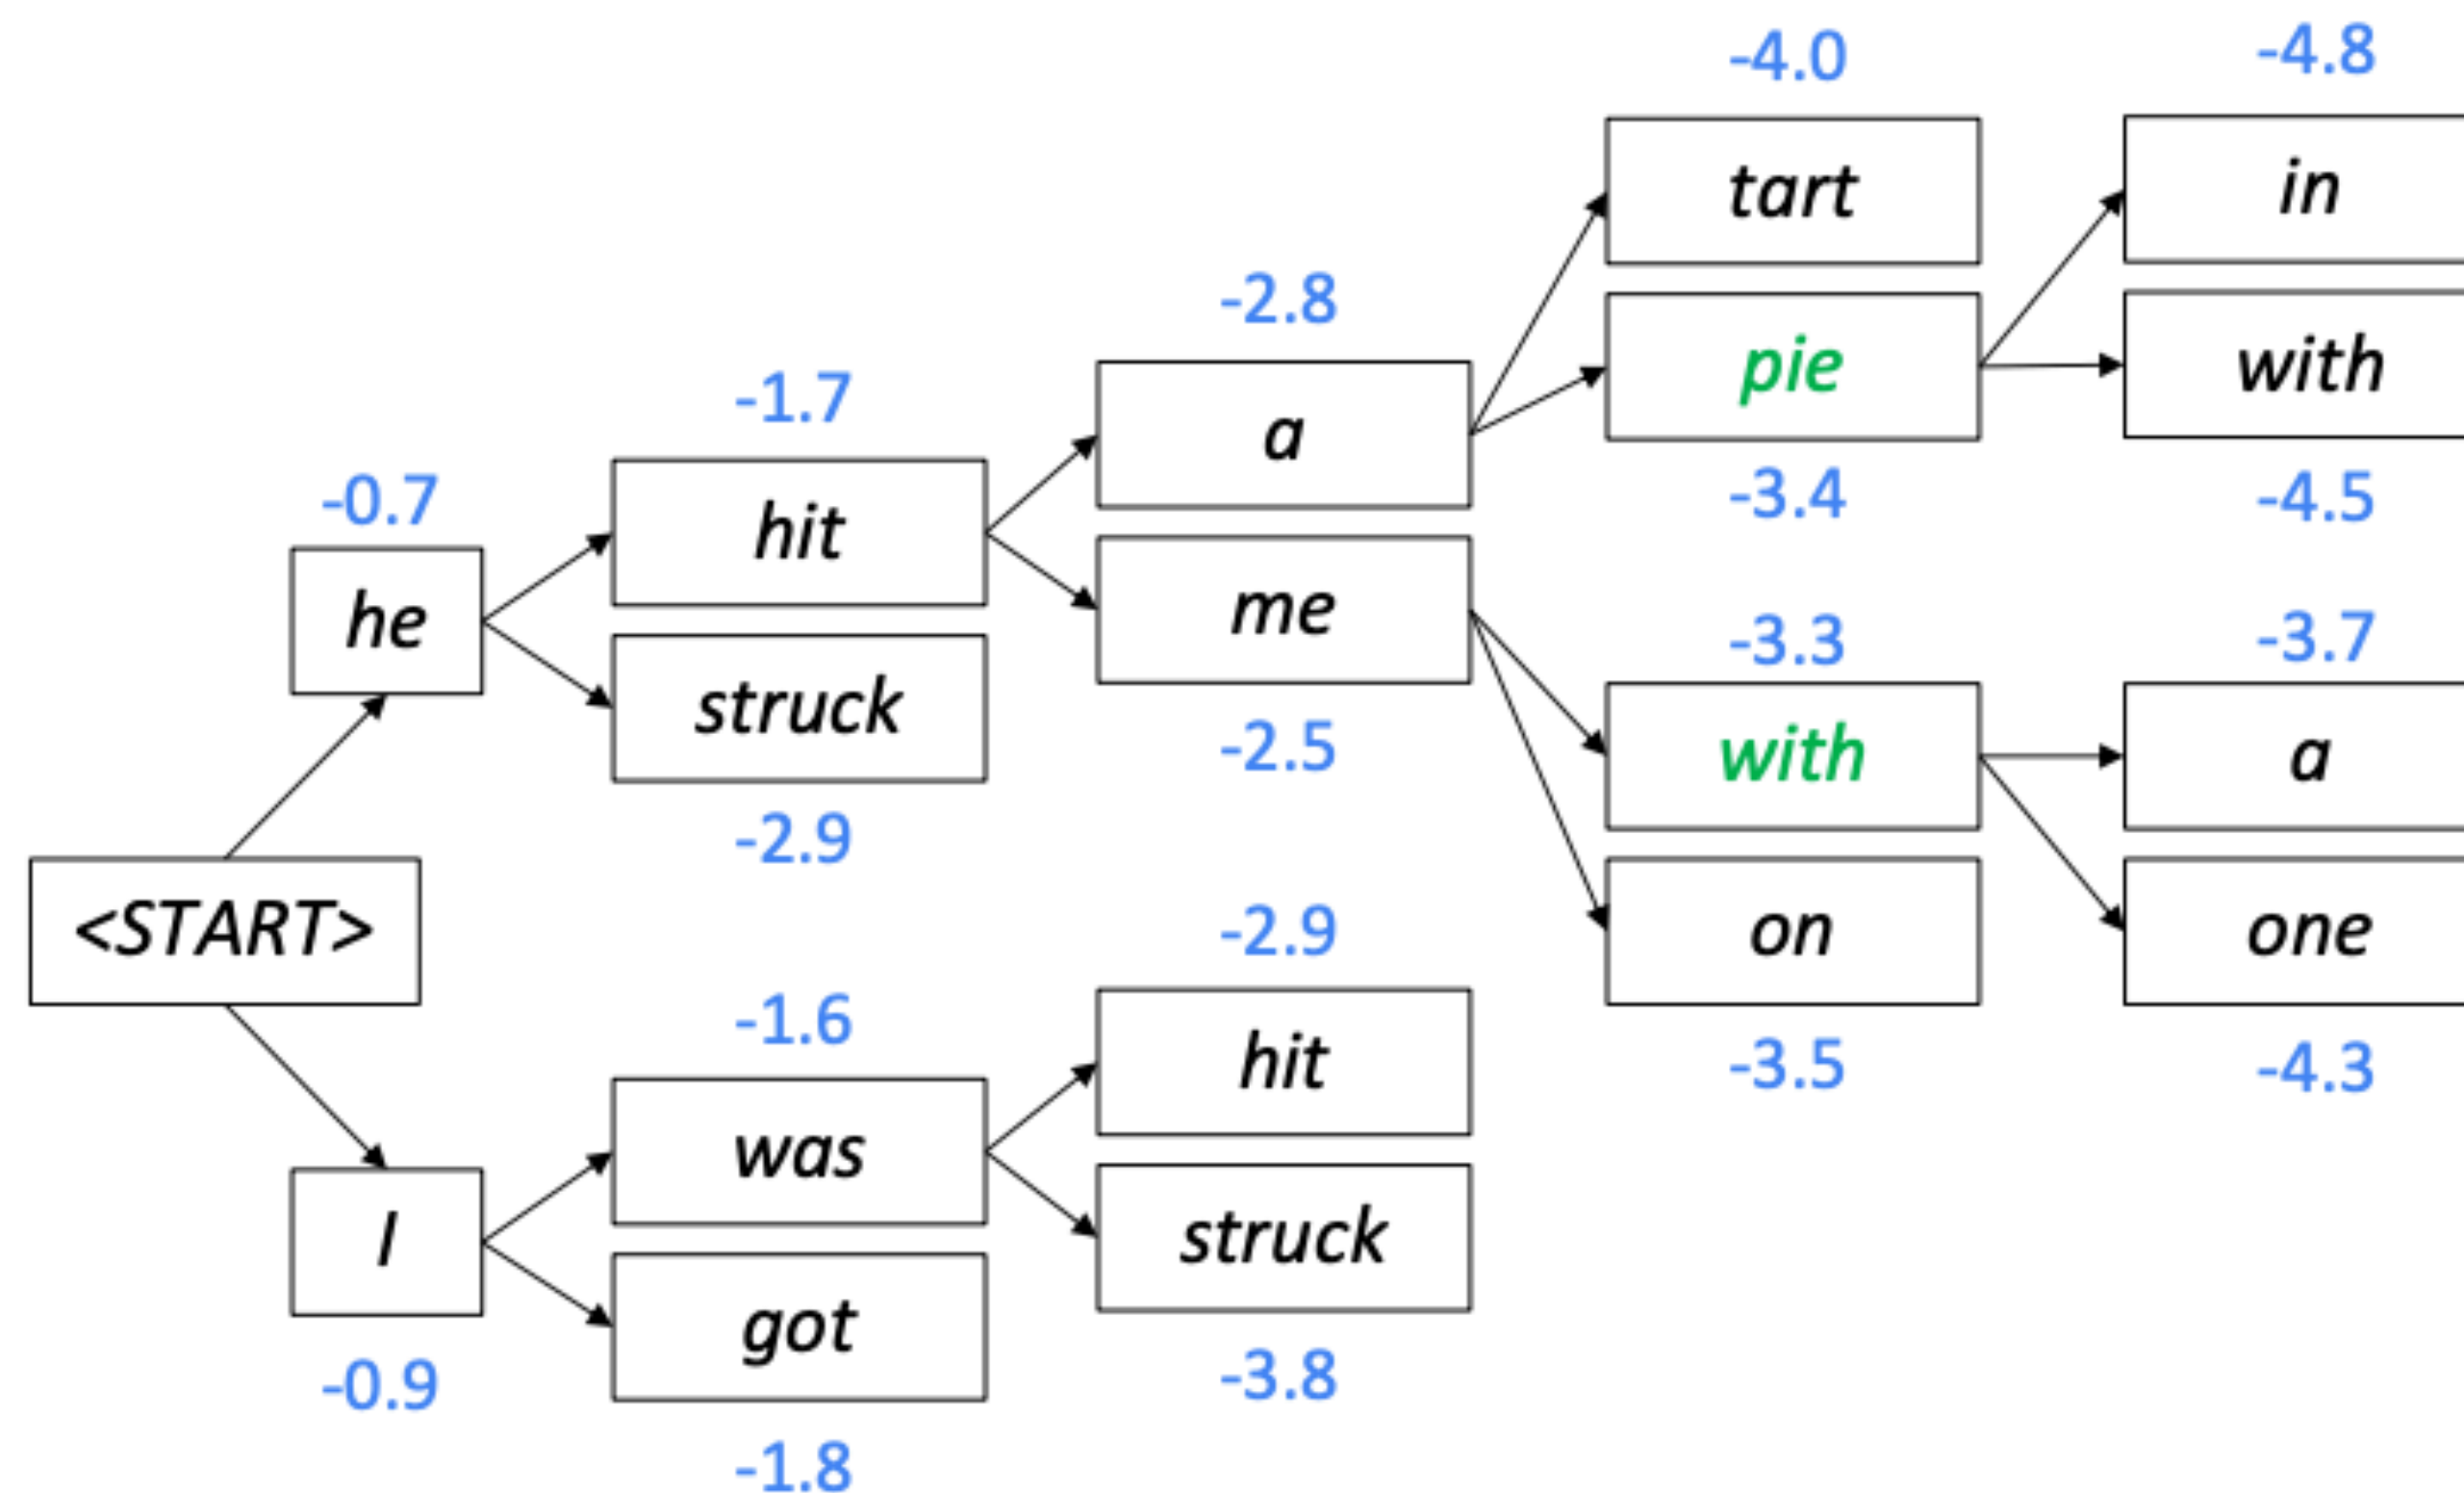 -4.0
-4.8
tart
in
-2.8
-1.7
a
pie
with
-0.7
hit
-3.4
-4.5
he
me
-3.3
-3.7
struck
-2.5
with
a
-2.9
<START>
-2.9
on
one
-1.6
hit
-3.5
-4.3
was
I
struck
got
-0.9
-3.8
-1.8